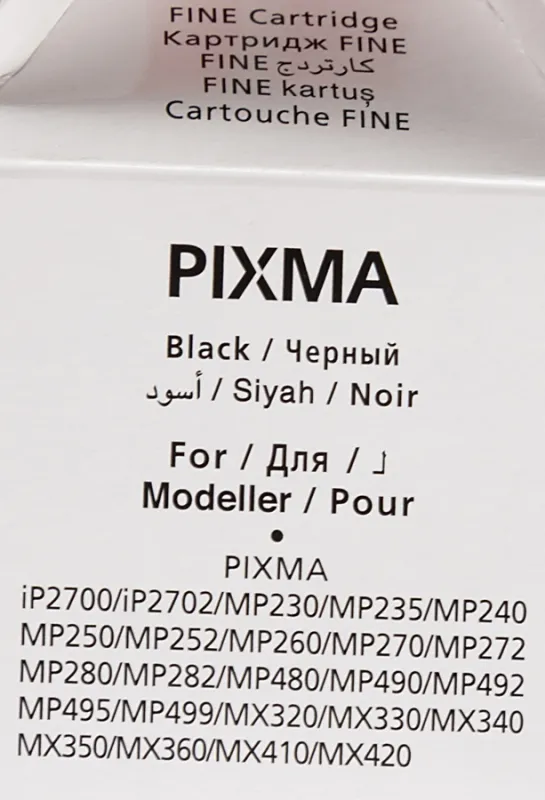 FINE Cartridge
Картридж FINE
FINE كارتردج
FINE kartuş
Cartouche FINE
PIXMA
Black / Черный
أسود / Siyah / Noir
For / Для / لـ
Modeller / Pour
•
PIXMA
iP2700/iP2702/MP230/MP235/MP240
MP250/MP252/MP260/MP270/MP272
MP280/MP282/MP480/MP490/MP492
MP495/MP499/MX320/MX330/MX340
MX350/MX360/MX410/MX420